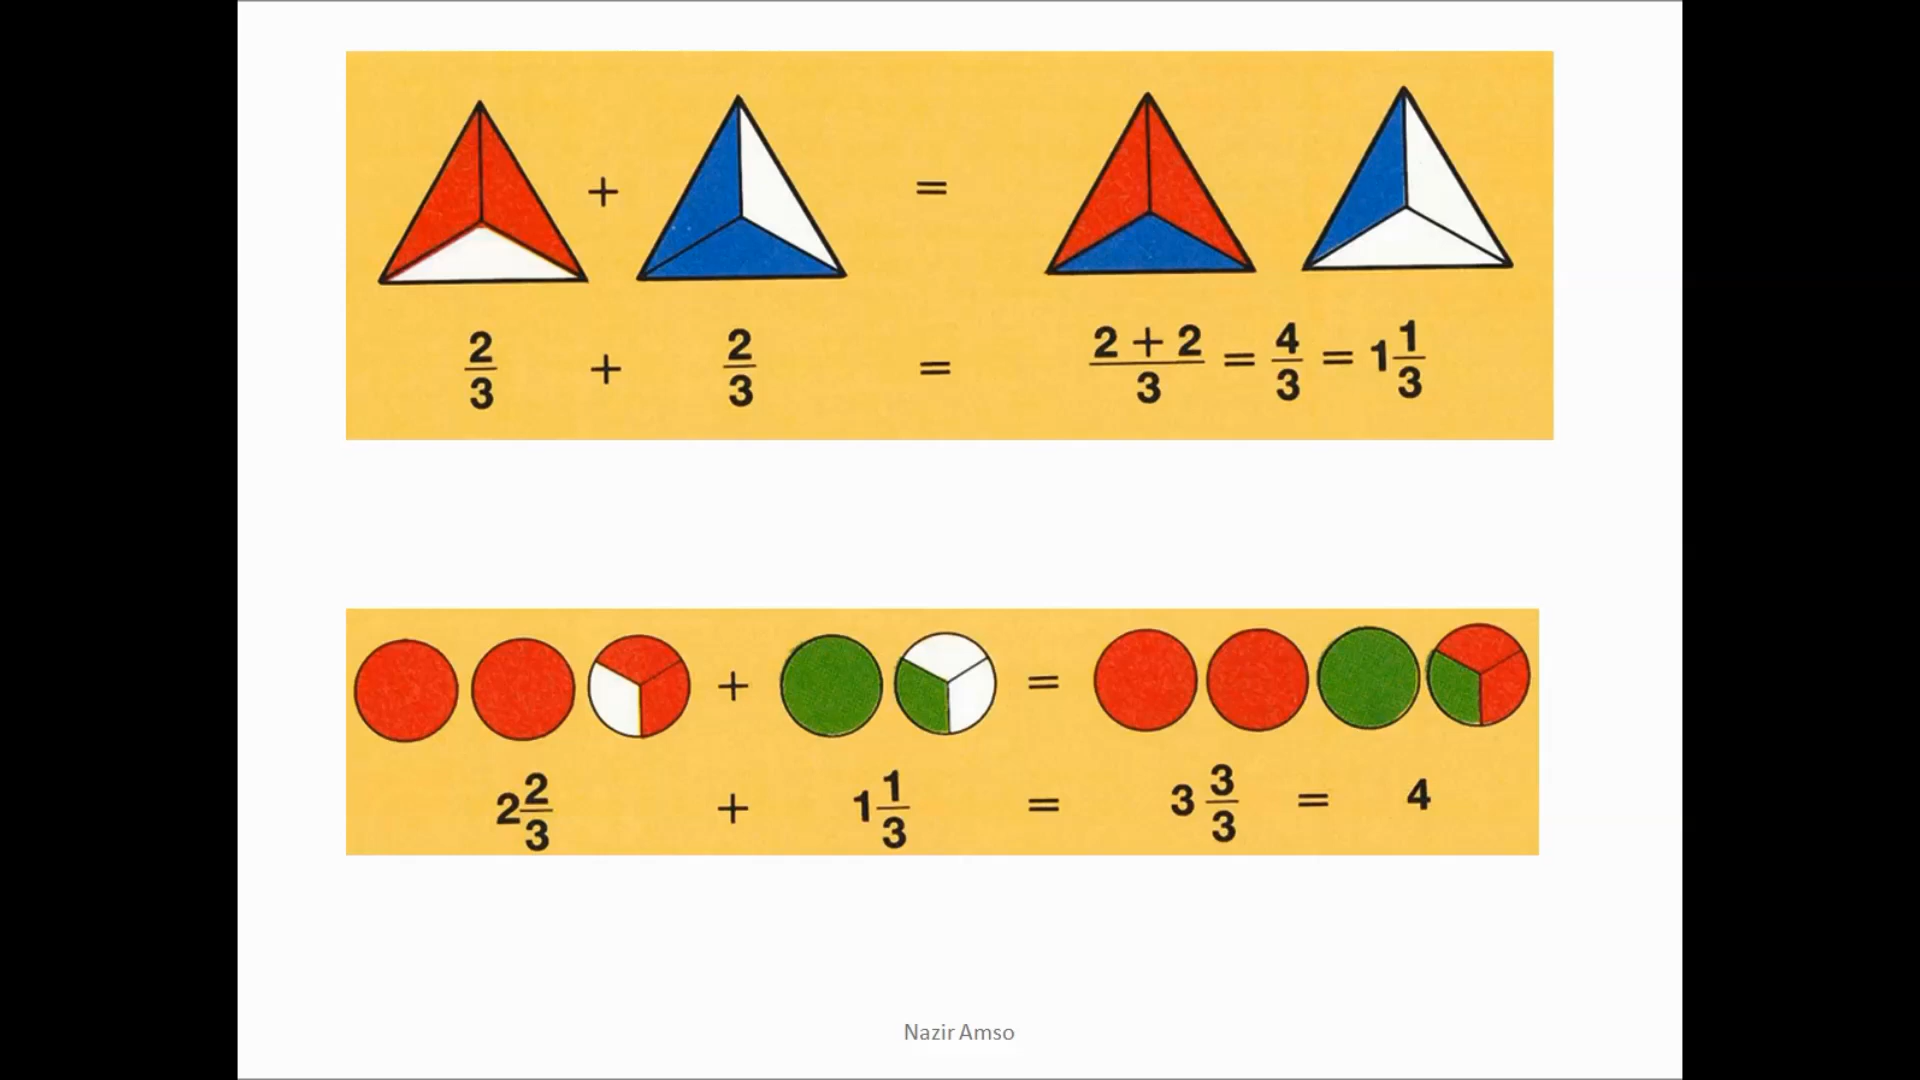 + =
2/3 + 2/3 = 2 + 2/3 = 4/3 = 1 1/3
+ =
2 2/3 + 1 1/3 = 3 3/3 = 4
Nazir Amso